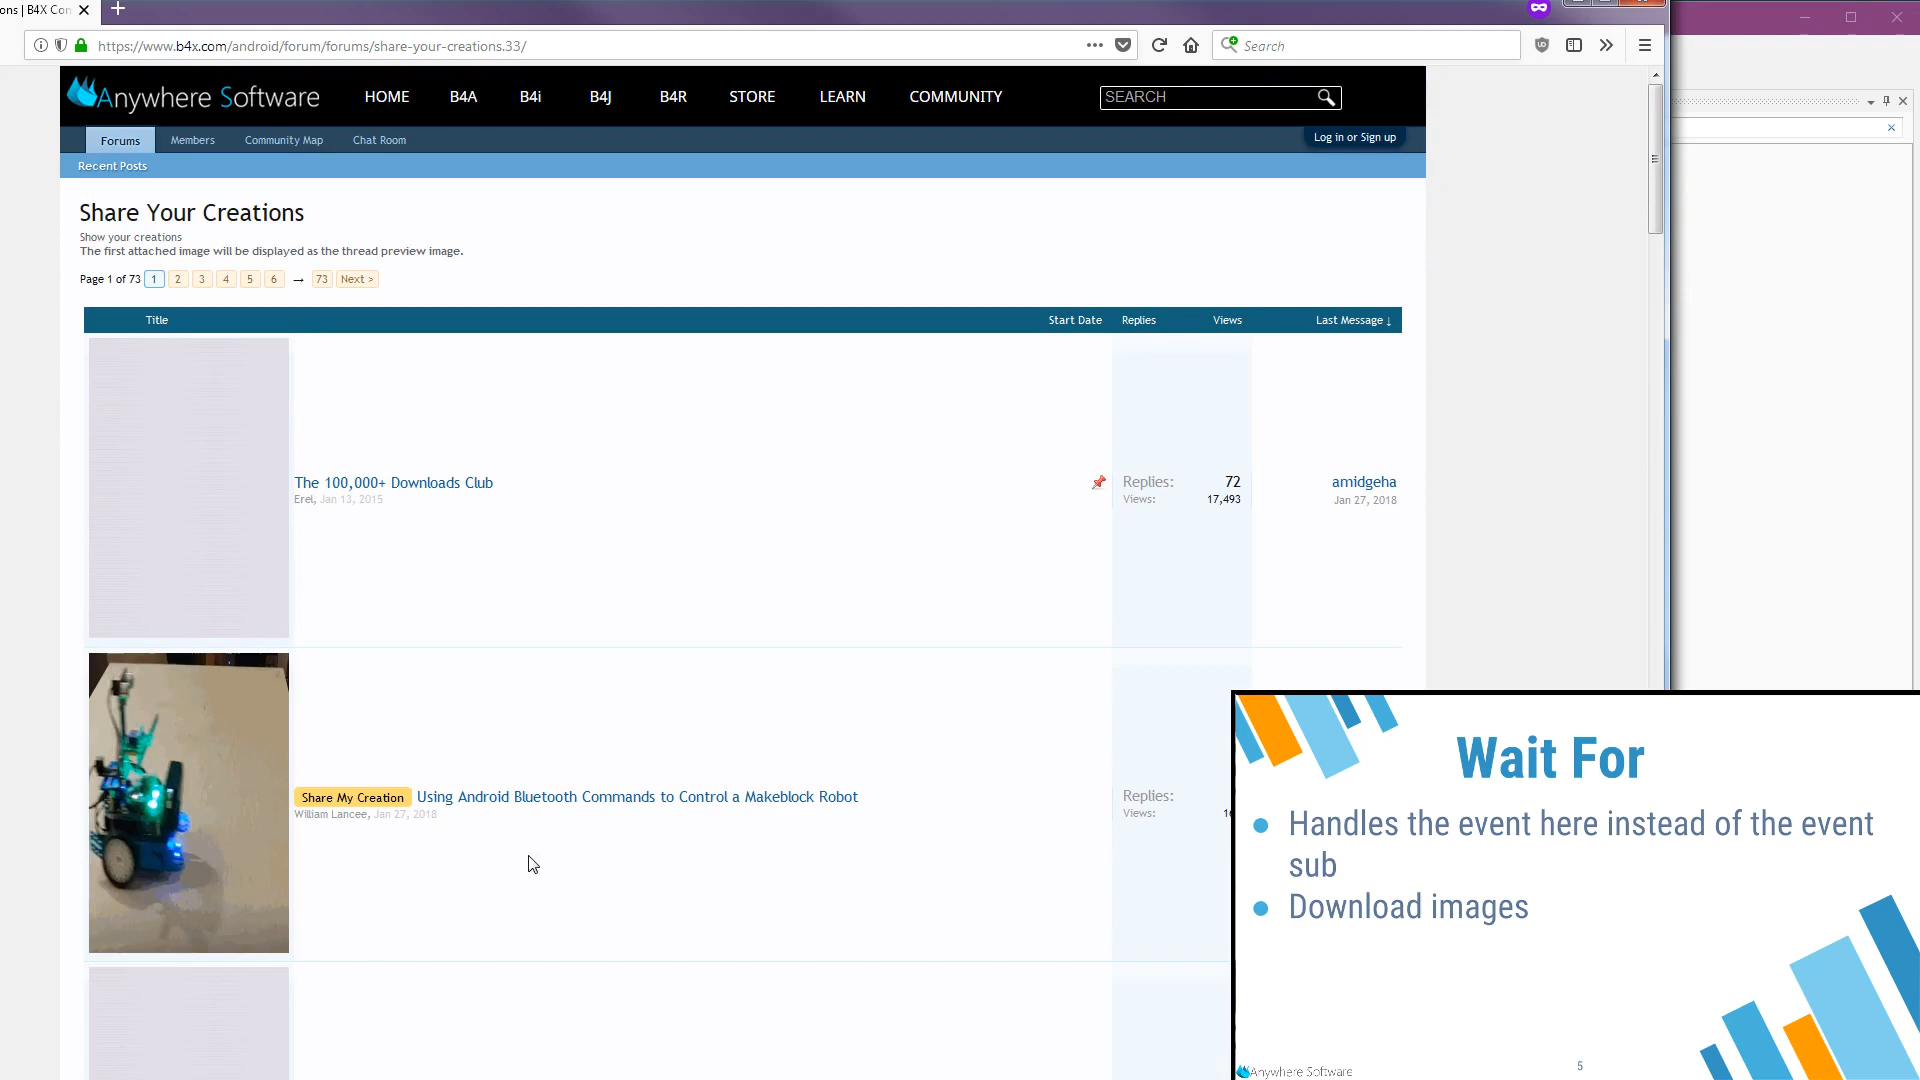 ons | B4X Con
https://www.b4x.com/android/forum/forums/share-your-creations.33/
Search
Anywhere Software
HOME B4A B4i B4J B4R STORE LEARN COMMUNITY
SEARCH
Forums Members Community Map Chat Room
Log in or Sign up
Recent Posts
Share Your Creations
Show your creations
The first attached image will be displayed as the thread preview image.
Page 1 of 73 1 2 3 4 5 6 → 73 Next >
Title Start Date Replies Views Last Message ↓
The 100,000+ Downloads Club
Erel, Jan 13, 2015
Replies: 72
Views: 17,493
amidgeha
Jan 27, 2018
Share My Creation Using Android Bluetooth Commands to Control a Makeblock Robot
William Lancee, Jan 27, 2018
Replies:
Views:
Wait For
● Handles the event here instead of the event
sub
● Download images
Anywhere Software
5